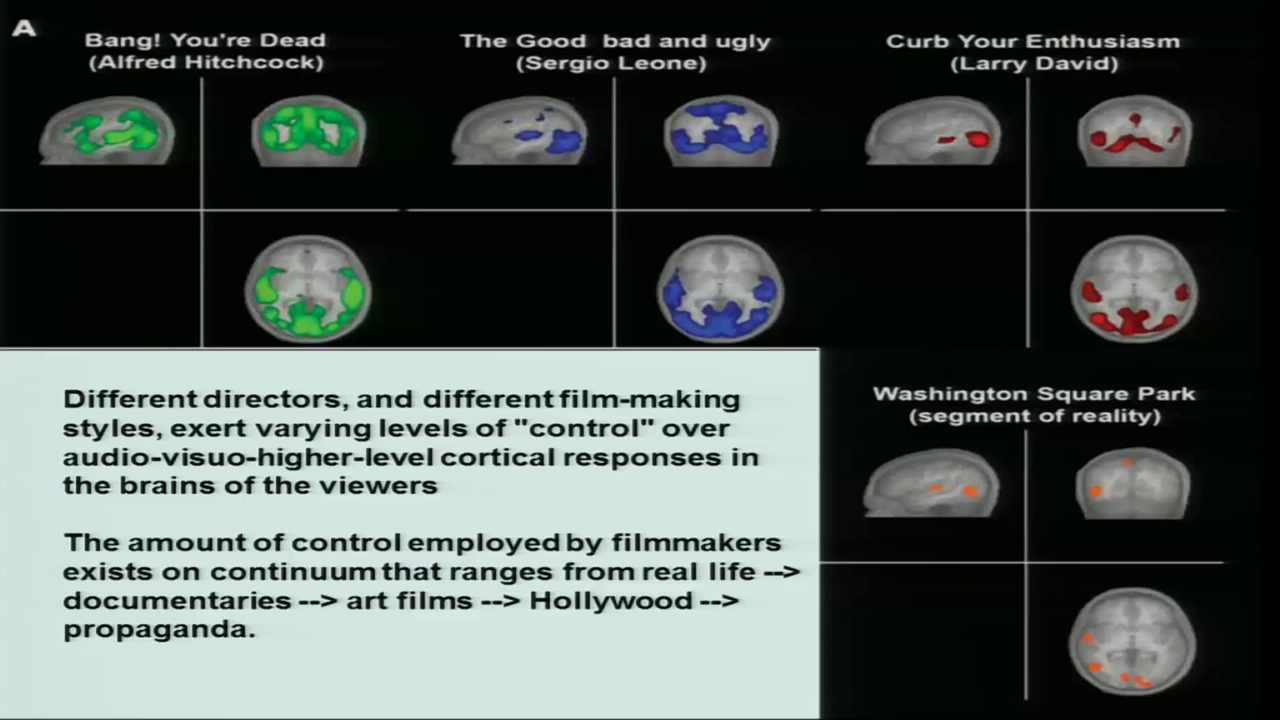 A
Bang! You're Dead
(Alfred Hitchcock)
The Good bad and ugly
(Sergio Leone)
Curb Your Enthusiasm
(Larry David)
Different directors, and different film-making
styles, exert varying levels of "control" over
audio-visuo-higher-level cortical responses in
the brains of the viewers
The amount of control employed by filmmakers
exists on continuum that ranges from real life -->
documentaries --> art films --> Hollywood -->
propaganda.
Washington Square Park
(segment of reality)